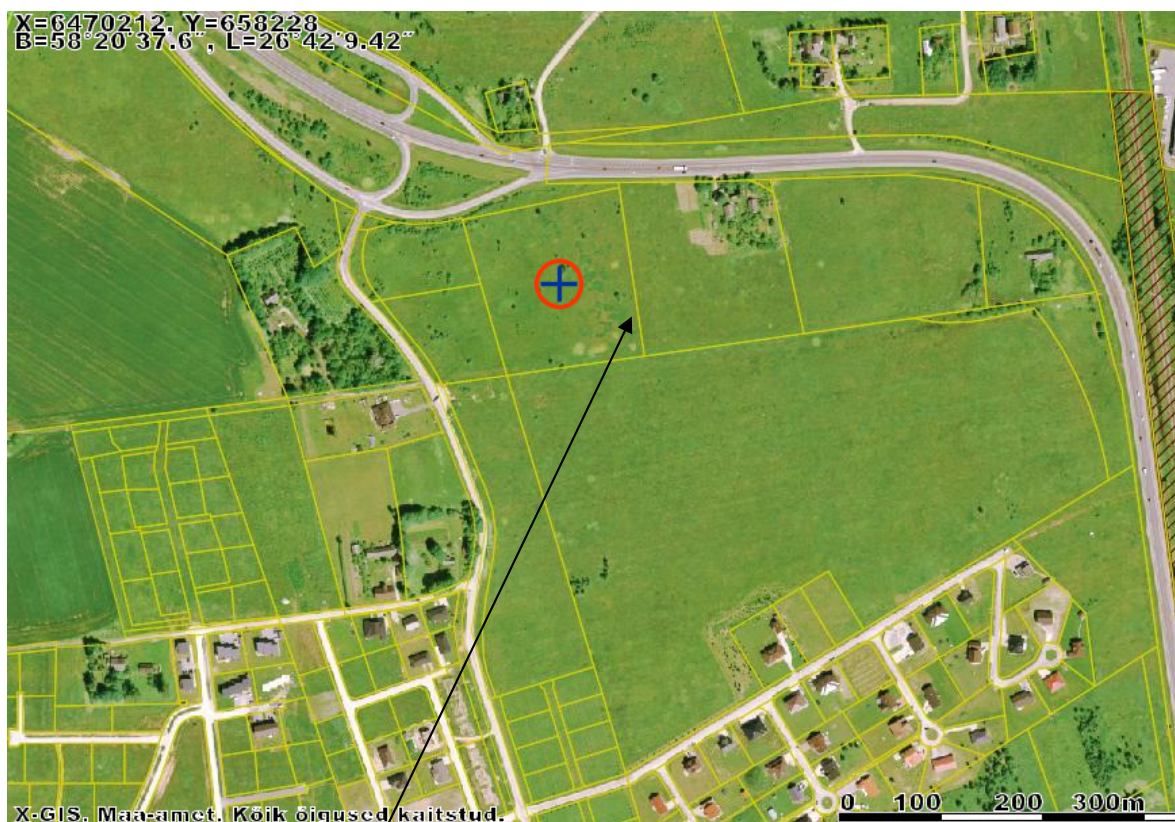 X=6470212, Y=658228
B=58°20'37.6", L=26°42'9.42"
X-GIS. Maa-amet. Kõik õigused kaitstud.
0 100 200 300m